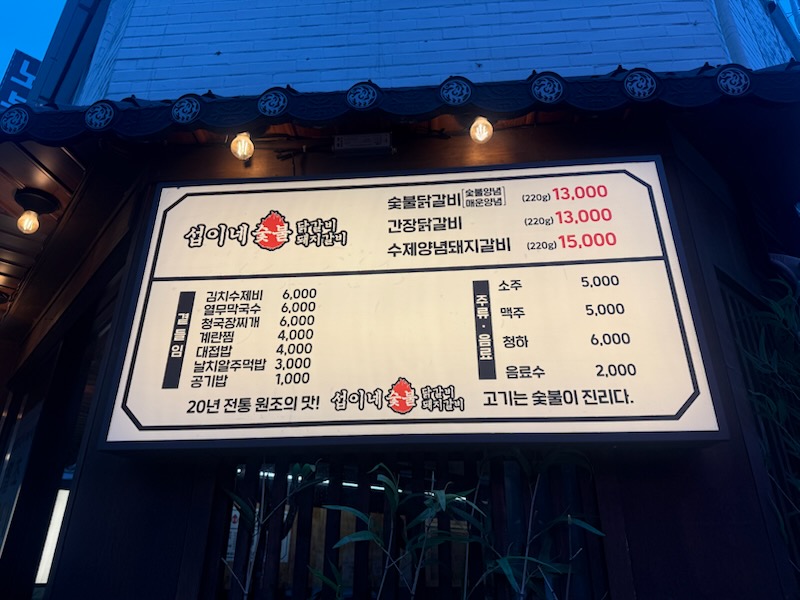 섭이네 숯불 닭갈비 돼지갈비
숯불닭갈비 [숯불양념 매운양념] (220g) 13,000
간장닭갈비 (220g) 13,000
수제양념돼지갈비 (220g) 15,000
곁들임
김치수제비 6,000
열무막국수 6,000
청국장찌개 6,000
계란찜 4,000
대접밥 4,000
날치알주먹밥 3,000
공기밥 1,000
주류·음료
소주 5,000
맥주 5,000
청하 6,000
음료수 2,000
20년 전통 원조의 맛! 섭이네 숯불 닭갈비 돼지갈비 고기는 숯불이 진리다.